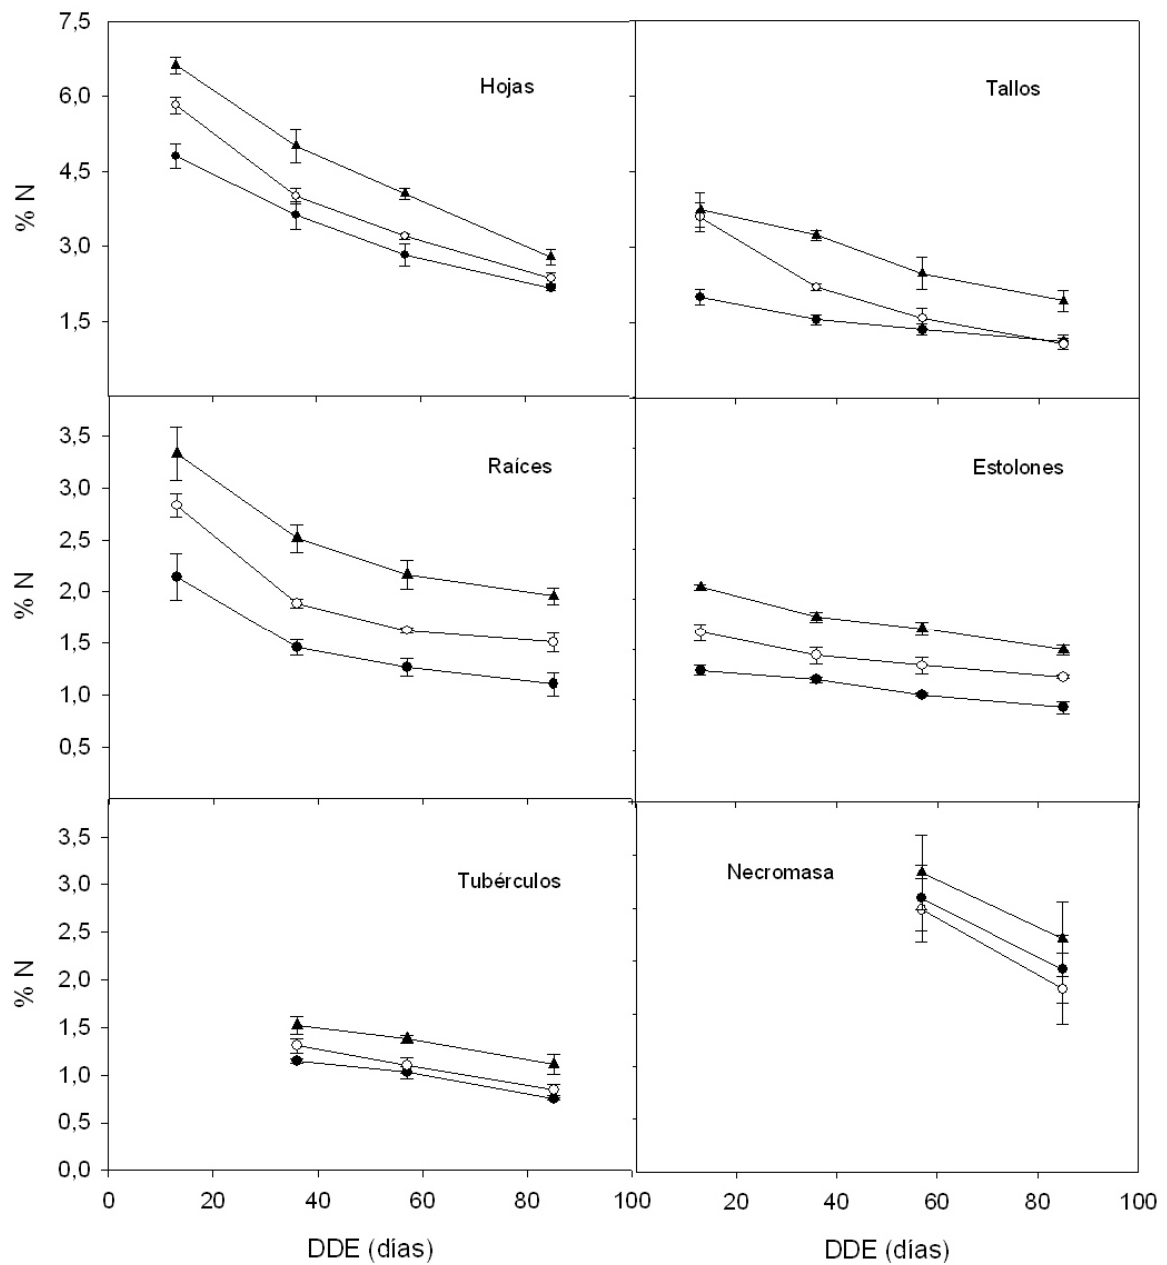 7,5
6,0
4,5
3,0
1,5
% N
Hojas
Tallos
3,5
3,0
2,5
2,0
1,5
1,0
0,5
% N
Raíces
Estolones
3,5
3,0
2,5
2,0
1,5
1,0
0,5
0,0
% N
Tubérculos
Necromasa
0 20 40 60 80 100 20 40 60 80 100
DDE (días) DDE (días)